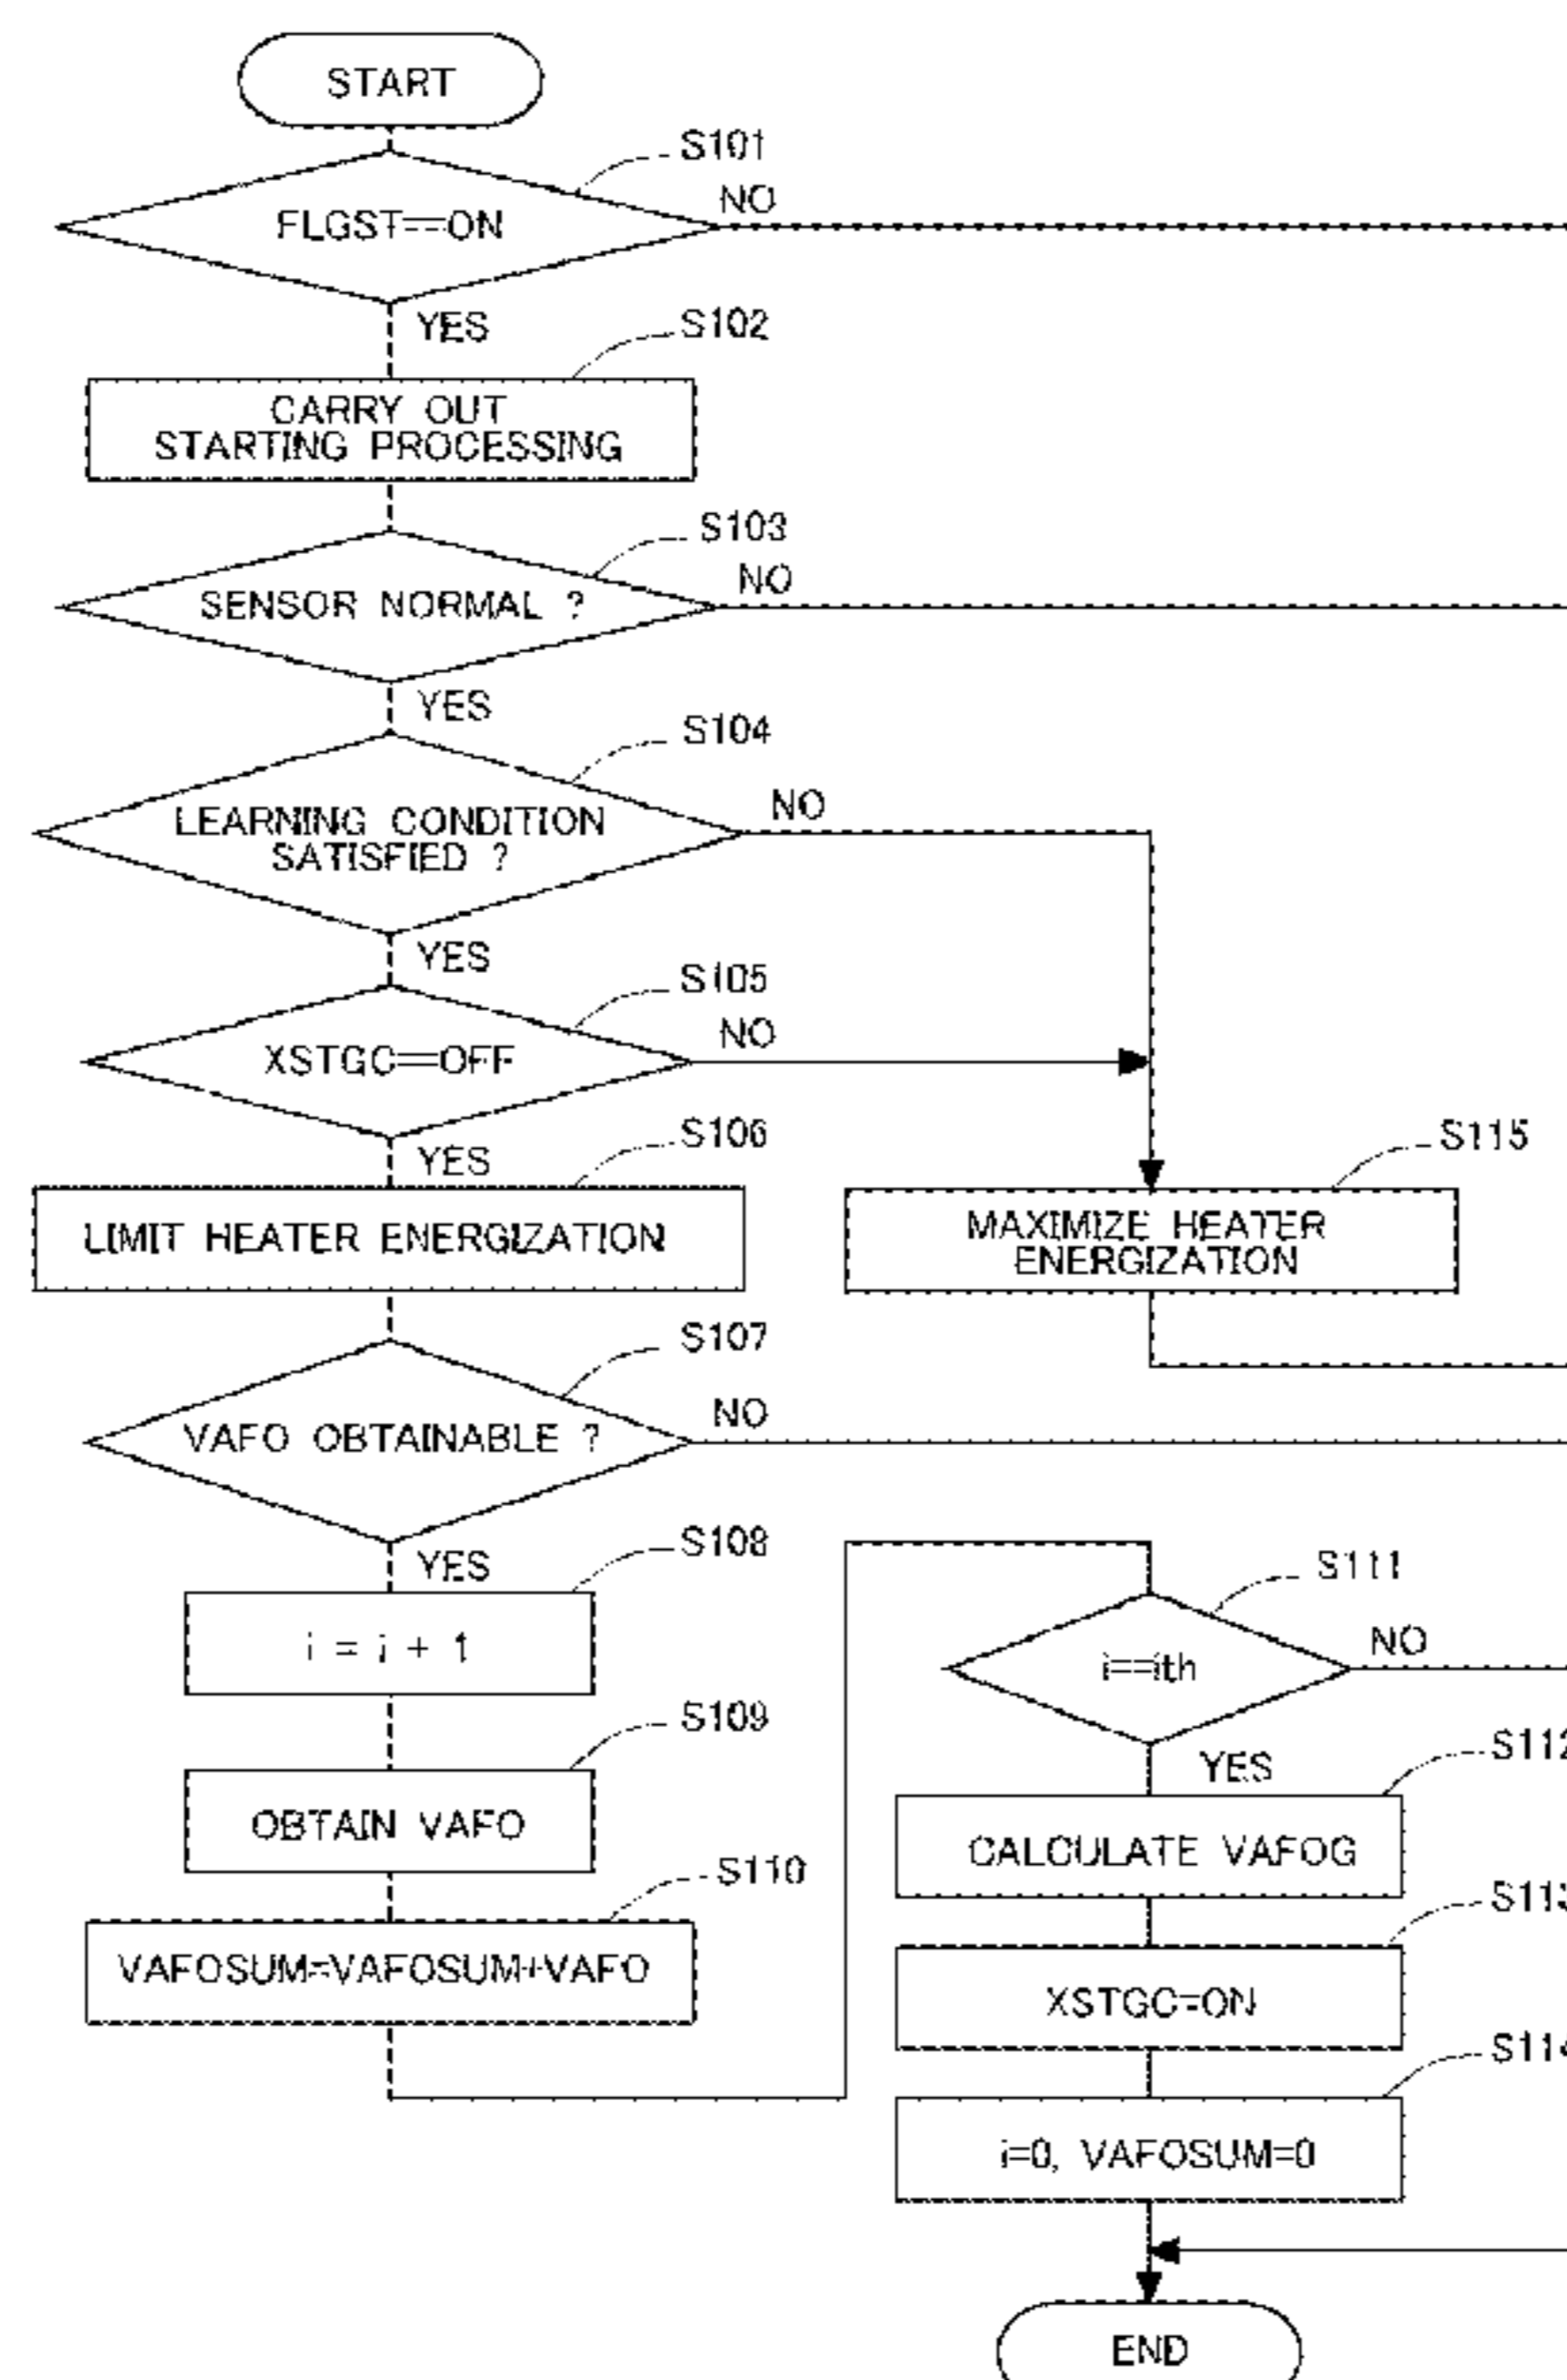 START
S101
NO
FLGST==ON
YES
S102
CARRY OUT
STARTING PROCESSING
S103
NO
SENSOR NORMAL ?
YES
S104
NO
LEARNING CONDITION
SATISFIED ?
YES
S105
NO
XSTGC==OFF
YES
S106
LIMIT HEATER ENERGIZATION
S115
MAXIMIZE HEATER
ENERGIZATION
S107
NO
VAFO OBTAINABLE ?
YES
S108
i = i + 1
S109
OBTAIN VAFO
S110
VAFOSUM=VAFOSUM+VAFO
S111
NO
i==ith
YES
S112
CALCULATE VAFOG
S113
XSTGC=ON
S114
i=0, VAFOSUM=0
END